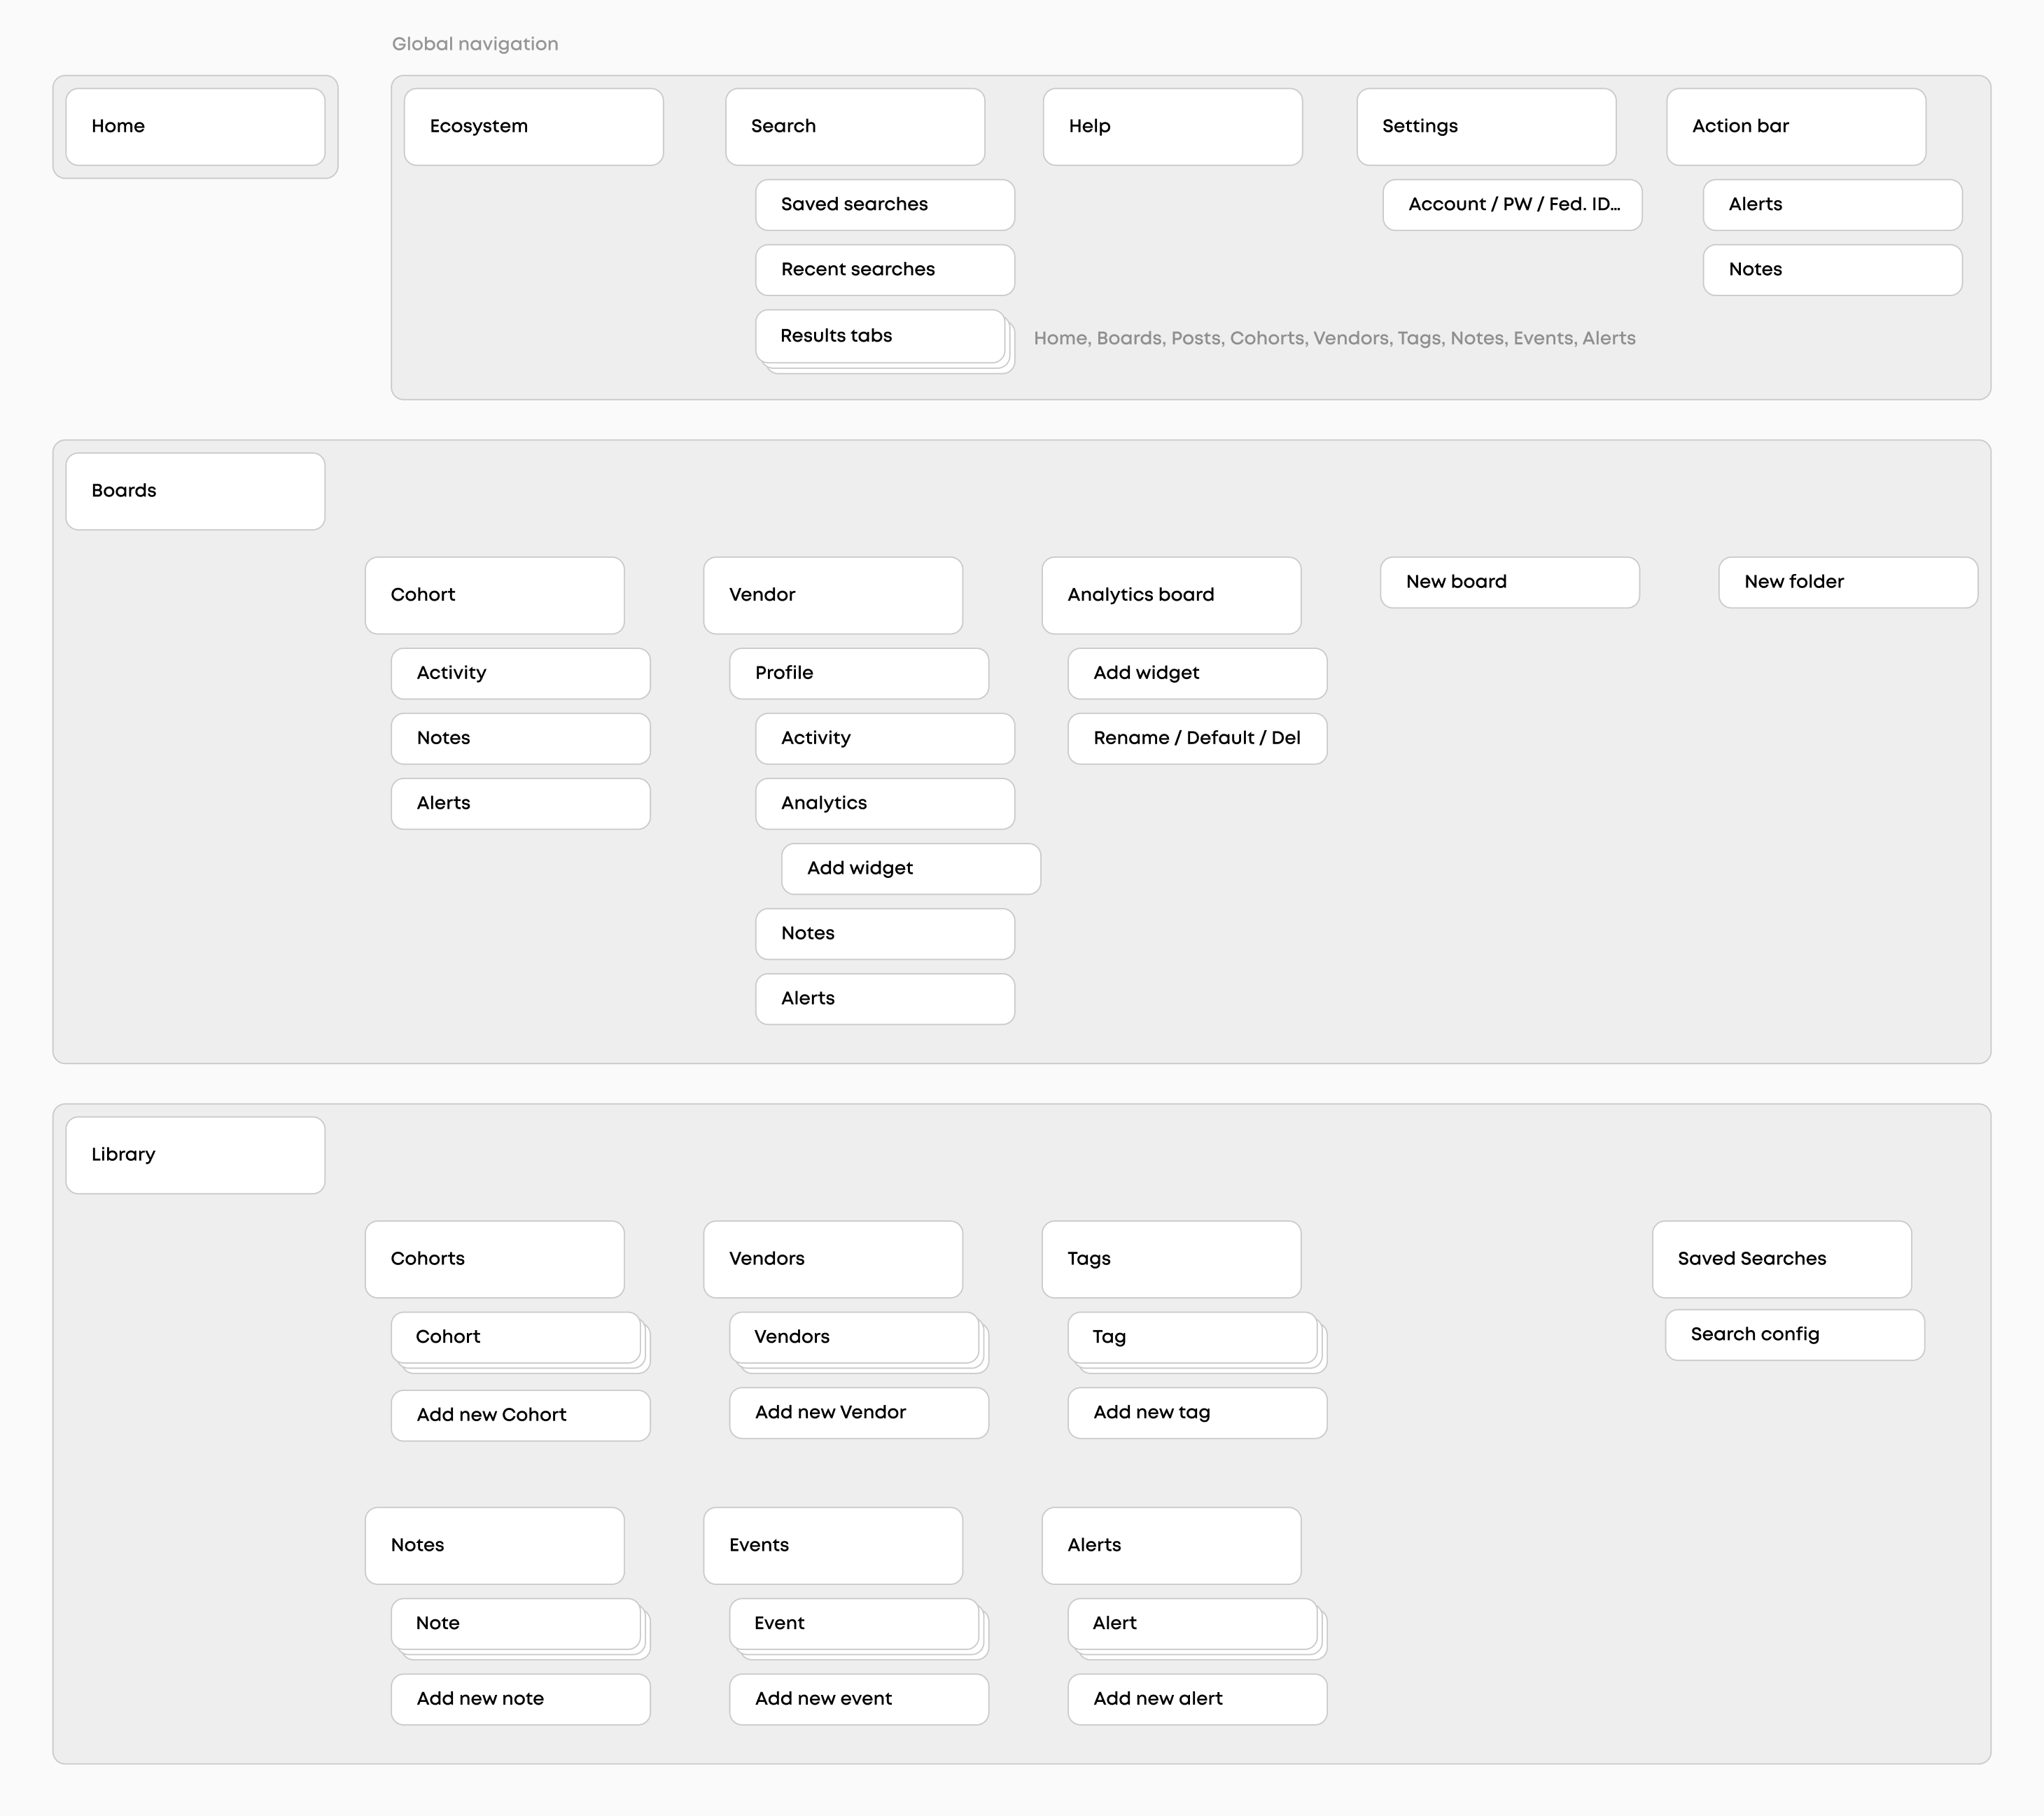 Global navigation
Home
Ecosystem
Search
Help
Settings
Action bar
Saved searches
Account / PW / Fed. ID...
Alerts
Recent searches
Notes
Results tabs
Home, Boards, Posts, Cohorts, Vendors, Tags, Notes, Events, Alerts
Boards
Cohort
Vendor
Analytics board
New board
New folder
Activity
Profile
Add widget
Notes
Activity
Rename / Default / Del
Alerts
Analytics
Add widget
Notes
Alerts
Library
Cohorts
Vendors
Tags
Saved Searches
Cohort
Vendors
Tag
Search config
Add new Cohort
Add new Vendor
Add new tag
Notes
Events
Alerts
Note
Event
Alert
Add new note
Add new event
Add new alert